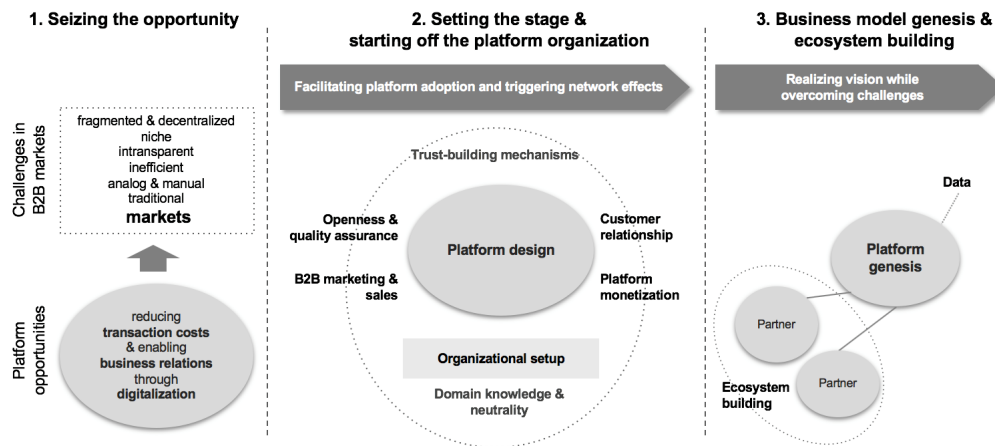 1. Seizing the opportunity
2. Setting the stage &
starting off the platform organization
3. Business model genesis &
ecosystem building
Facilitating platform adoption and triggering network effects
Realizing vision while
overcoming challenges
Challenges in
B2B markets
fragmented & decentralized
niche
intransparent
inefficient
analog & manual
traditional
markets
Platform
opportunities
reducing
transaction costs
& enabling
business relations
through
digitalization
Trust-building mechanisms
Openness &
quality assurance
Platform design
Customer
relationship
B2B marketing &
sales
Platform
monetization
Organizational setup
Domain knowledge &
neutrality
Data
Platform
genesis
Partner
Partner
Ecosystem
building